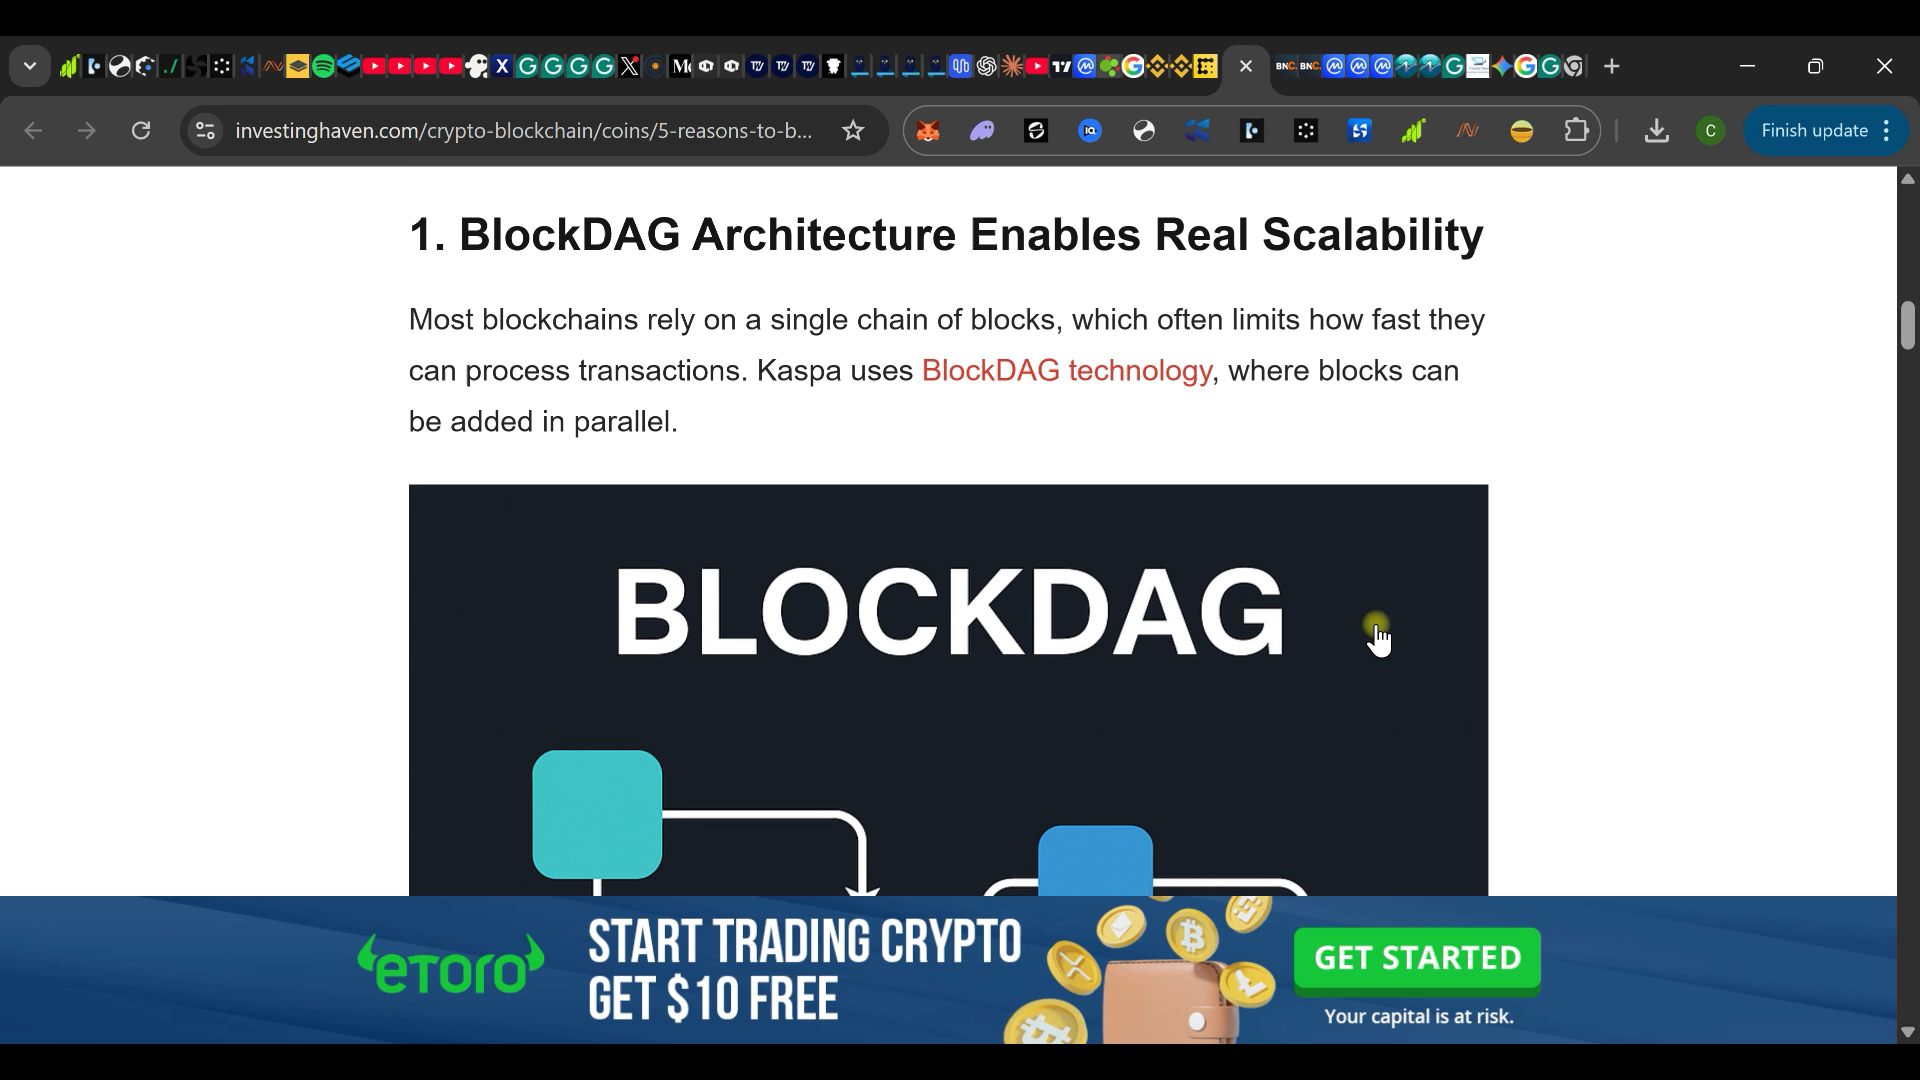 investinghaven.com/crypto-blockchain/coins/5-reasons-to-b...
C
Finish update
1. BlockDAG Architecture Enables Real Scalability
Most blockchains rely on a single chain of blocks, which often limits how fast they
can process transactions. Kaspa uses BlockDAG technology, where blocks can
be added in parallel.
BLOCKDAG
eTORO
START TRADING CRYPTO
GET $10 FREE
GET STARTED
Your capital is at risk.